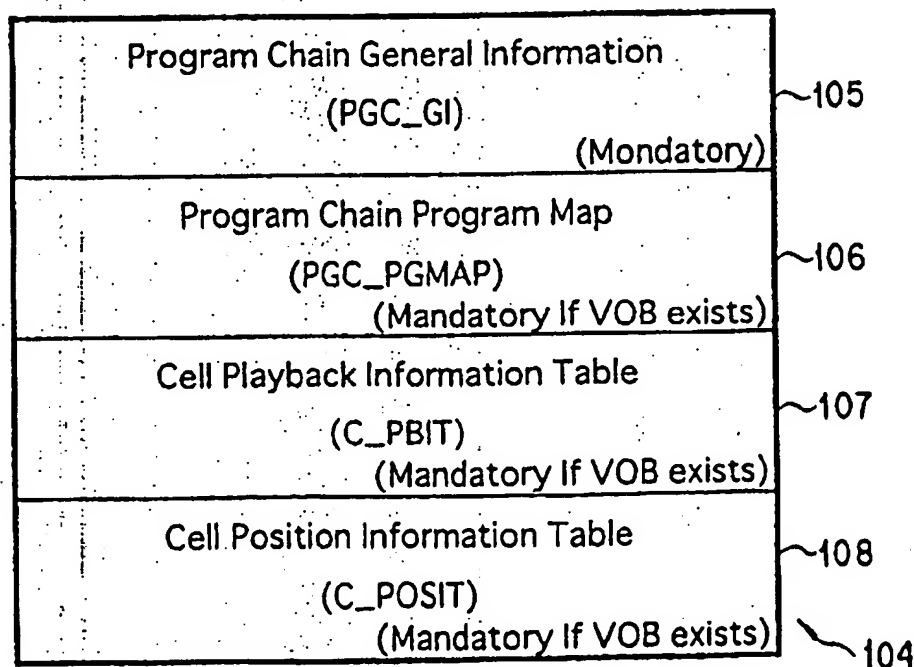 Program Chain General Information
(PGC_GI)
(Mondatory)
105
Program Chain Program Map
(PGC_PGMAP)
(Mandatory If VOB exists)
106
Cell Playback Information Table
(C_PBIT)
(Mandatory If VOB exists)
107
Cell Position Information Table
(C_POSIT)
(Mandatory If VOB exists)
108
104